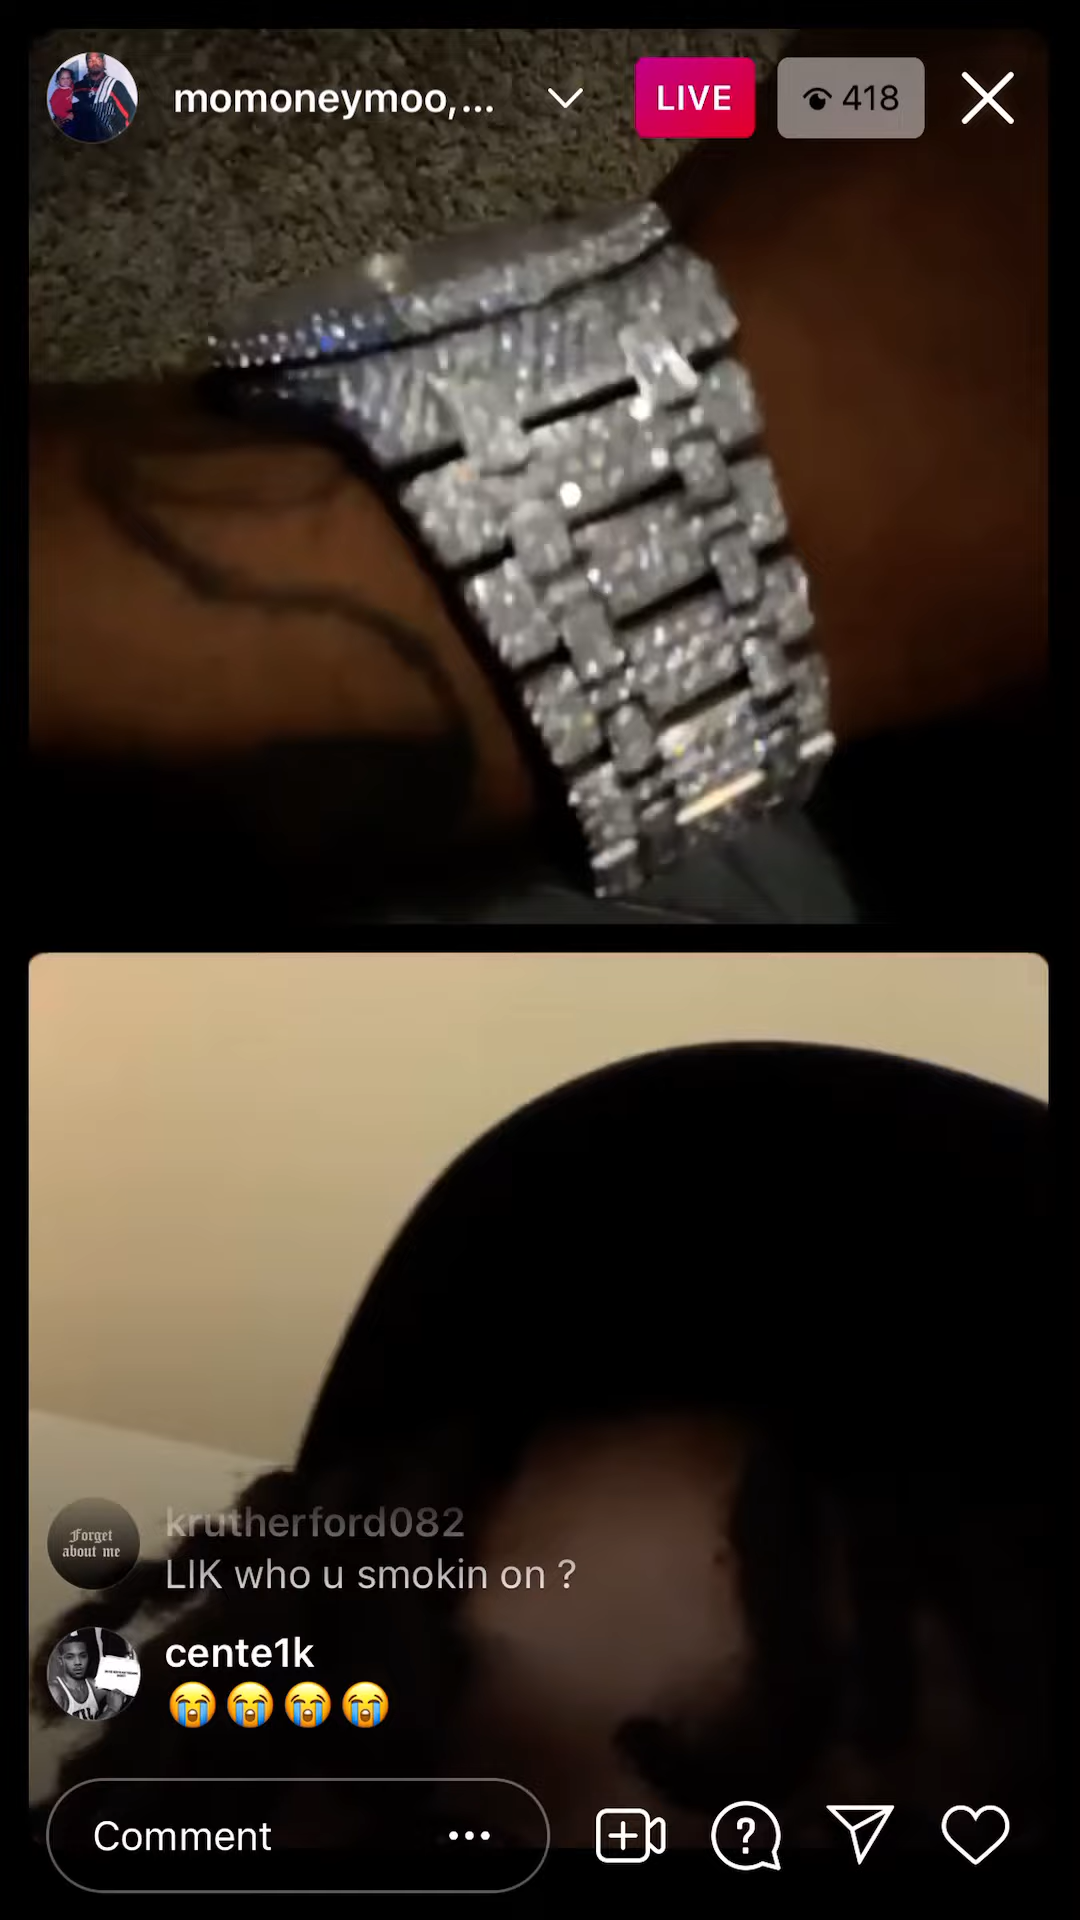 momoneymoo,...
LIVE
418
krutherford082
Forget
about me
LIK who u smokin on ?
cente1k
😭😭😭😭
Comment